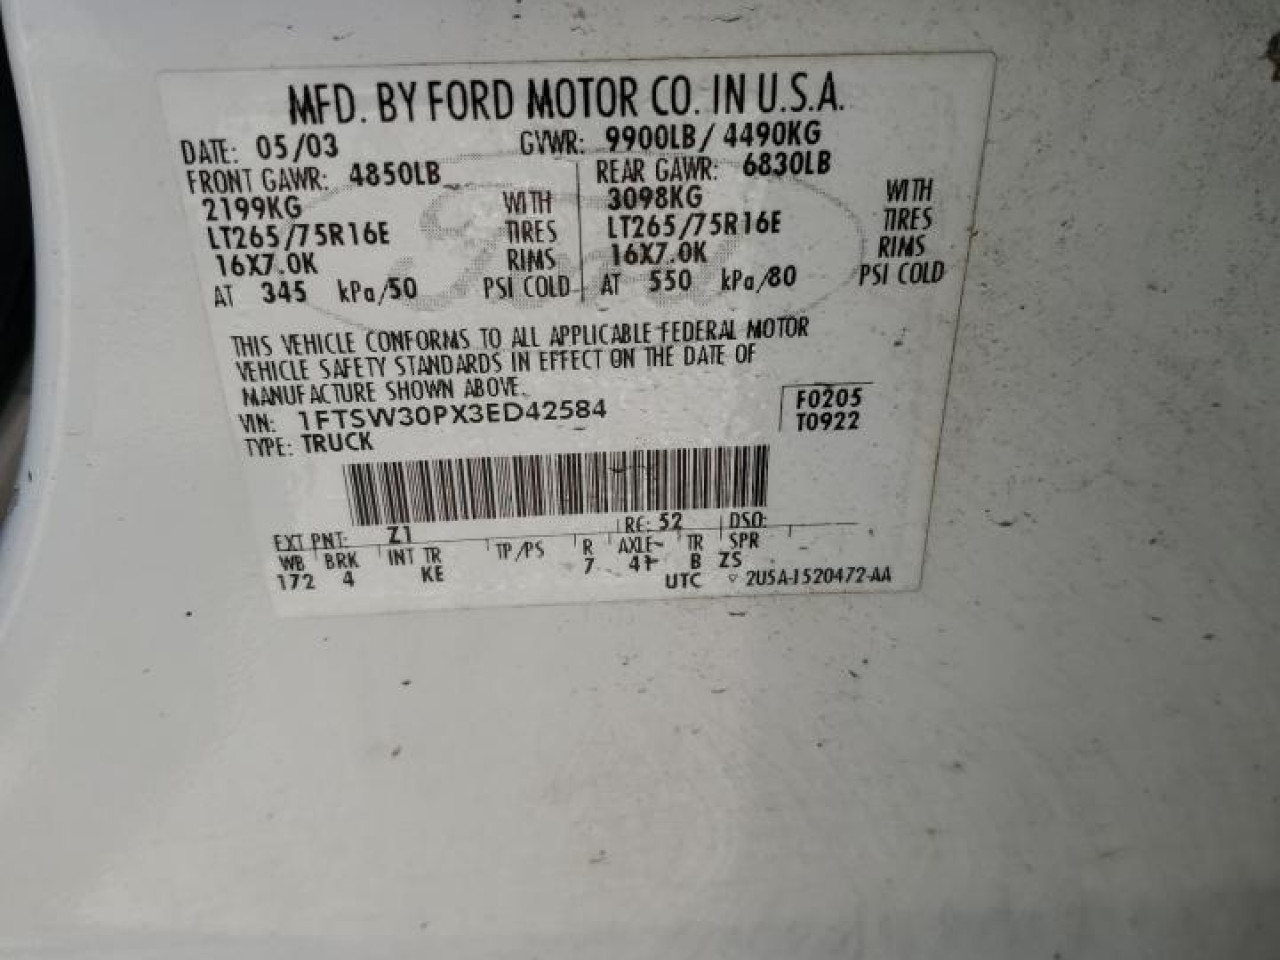 MFD. BY FORD MOTOR CO. IN U.S.A.
DATE: 05/03 GVWR: 9900LB/ 4490KG
FRONT GAWR: 4850LB REAR GAWR: 6830LB
2199KG WITH 3098KG WITH
LT265/75R16E TIRES LT265/75R16E TIRES
16X7.0K RIMS 16X7.0K RIMS
AT 345 kPa/50 PSI COLD AT 550 kPa/80 PSI COLD
THIS VEHICLE CONFORMS TO ALL APPLICABLE FEDERAL MOTOR
VEHICLE SAFETY STANDARDS IN EFFECT ON THE DATE OF
MANUFACTURE SHOWN ABOVE.
VIN: 1FTSW30PX3ED42584 F0205
TYPE: TRUCK T0922
EXT PNT: Z1 RE: 52 DSO:
WB BRK INT TR TP/PS R AXLE TR SPR
172 4 KE 7 41 B ZS
UTC ▽ 2U5A-1520472-AA